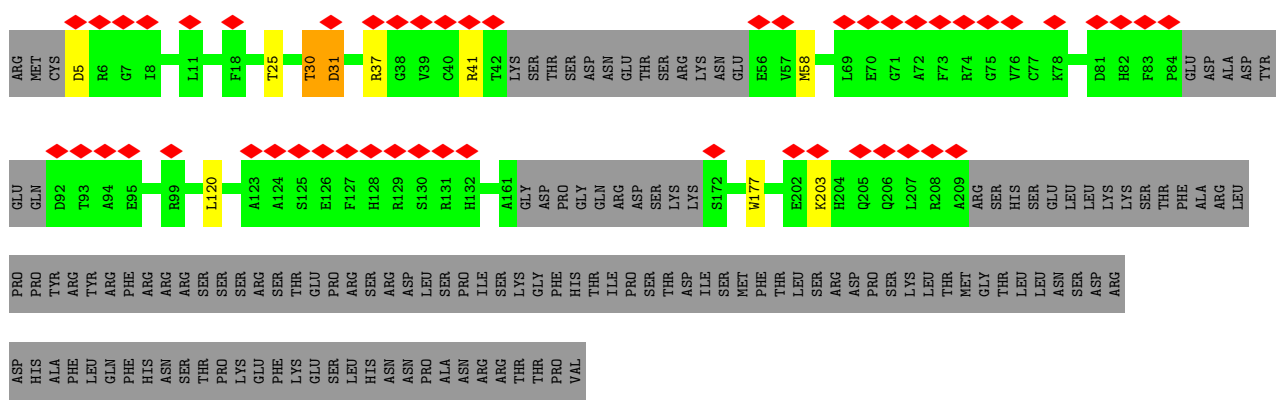 ARG MET CYS D5 R6 G7 I8 L11 F18 T25 T30 D31 R37 G38 V39 C40 R41 T42 LYS SER THR SER ASP ASN GLU THR SER ARG LYS ASN GLU E56 V57 M58 L69 E70 G71 A72 F73 R74 G75 V76 C77 K78 D81 H82 F83 P84 GLU ASP ALA ASP TYR
GLU GLN D92 T93 A94 E95 R99 L120 A123 A124 S125 E126 F127 H128 R129 S130 R131 H132 A161 GLY ASP PRO GLY GLN ARG ASP SER LYS LYS S172 W177 E202 K203 H204 Q205 Q206 L207 R208 A209 ARG SER HIS SER GLU LEU LEU LYS LYS SER THR PHE ALA ARG LEU
PRO PRO TYR ARG TYR ARG PHE ARG ARG ARG SER SER SER ARG SER THR GLU PRO ARG SER ARG ASP LEU SER PRO ILE SER LYS GLY PHE HIS THR ILE PRO SER THR ASP ILE SER MET PHE THR LEU SER ARG ASP PRO SER LYS LEU THR MET GLY THR LEU LEU ASN SER ASP ARG
ASP HIS ALA PHE LEU GLN PHE HIS ASN SER THR PRO LYS GLU PHE LYS GLU SER LEU HIS ASN ASN PRO ALA ASN ARG ARG THR THR PRO VAL